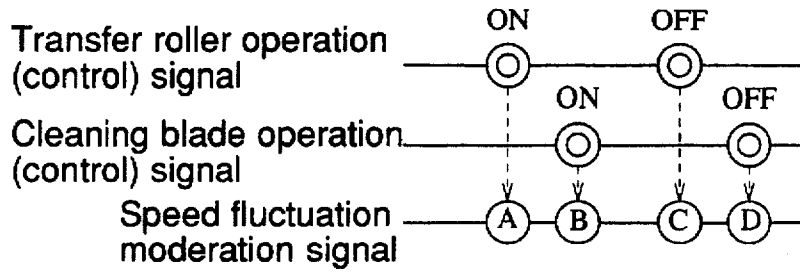 ON OFF
Transfer roller operation
(control) signal
ON OFF
Cleaning blade operation
(control) signal
Speed fluctuation A B C D
moderation signal